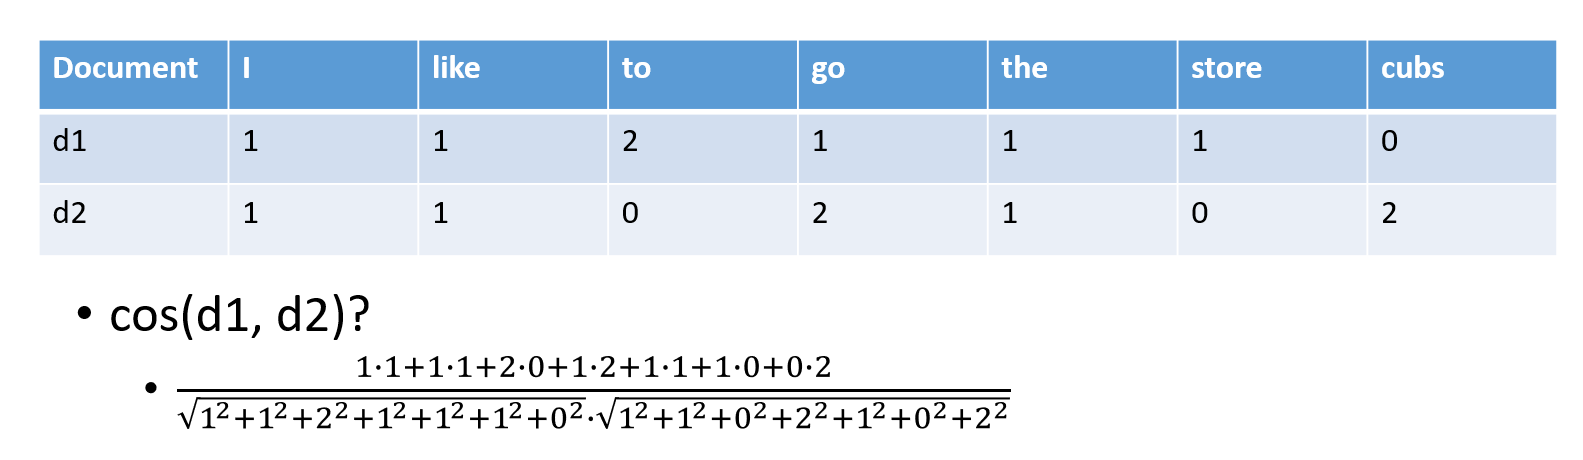 Document I like to go the store cubs
d1 1 1 2 1 1 1 0
d2 1 1 0 2 1 0 2
• cos(d1, d2)?
• 1·1+1·1+2·0+1·2+1·1+1·0+0·2
√1²+1²+2²+1²+1²+1²+0²·√1²+1²+0²+2²+1²+0²+2²